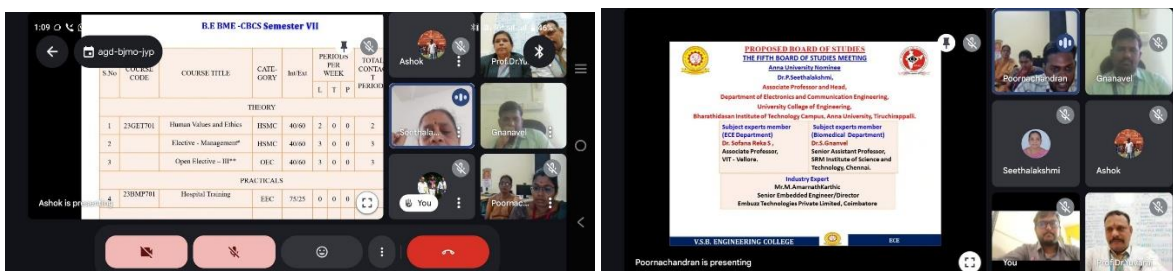 1:09
46%
B.E BME -CBCS Semester VII
agd-bjmo-jyp
S.No COURSE CODE COURSE TITLE CATE-GORY Int/Ext PERIODS PER WEEK TOTAL CONTACT PERIODS
L T P
THEORY
1 23GET701 Human Values and Ethics HSMC 40/60 2 0 0 2
2 Elective - Management# HSMC 40/60 3 0 0 3
3 Open Elective – III** OEC 40/60 3 0 0 3
PRACTICALS
4 23BMP701 Hospital Training EEC 75/25 0 0 0
Ashok is presenting
Ashok
Prof.Dr.Yu..
Gnanavel
You
Poornac...
PROPOSED BOARD OF STUDIES
THE FIFTH BOARD OF STUDIES MEETING
Anna University Nominee
Dr.P.Seethalakshmi,
Associate Professor and Head,
Department of Electronics and Communication Engineering,
University College of Engineering,
Bharathidasan Institute of Technology Campus, Anna University, Tiruchirappalli.
Subject experts member
(ECE Department)
Dr. Sofana Reka S ,
Associate Professor,
VIT - Vellore.
Subject experts member
(Biomedical Department)
Dr.S.Gnanvel
Senior Assistant Professor,
SRM Institute of Science and
Technology, Chennai.
Industry Expert
Mr.M.AmarnathKarthic
Senior Embedded Engineer/Director
Embuzz Technologies Private Limited, Coimbatore
V.S.B. ENGINEERING COLLEGE
ECE
Poornachandran is presenting
Poornachandran
Gnanavel
Seethalakshmi
Ashok
You